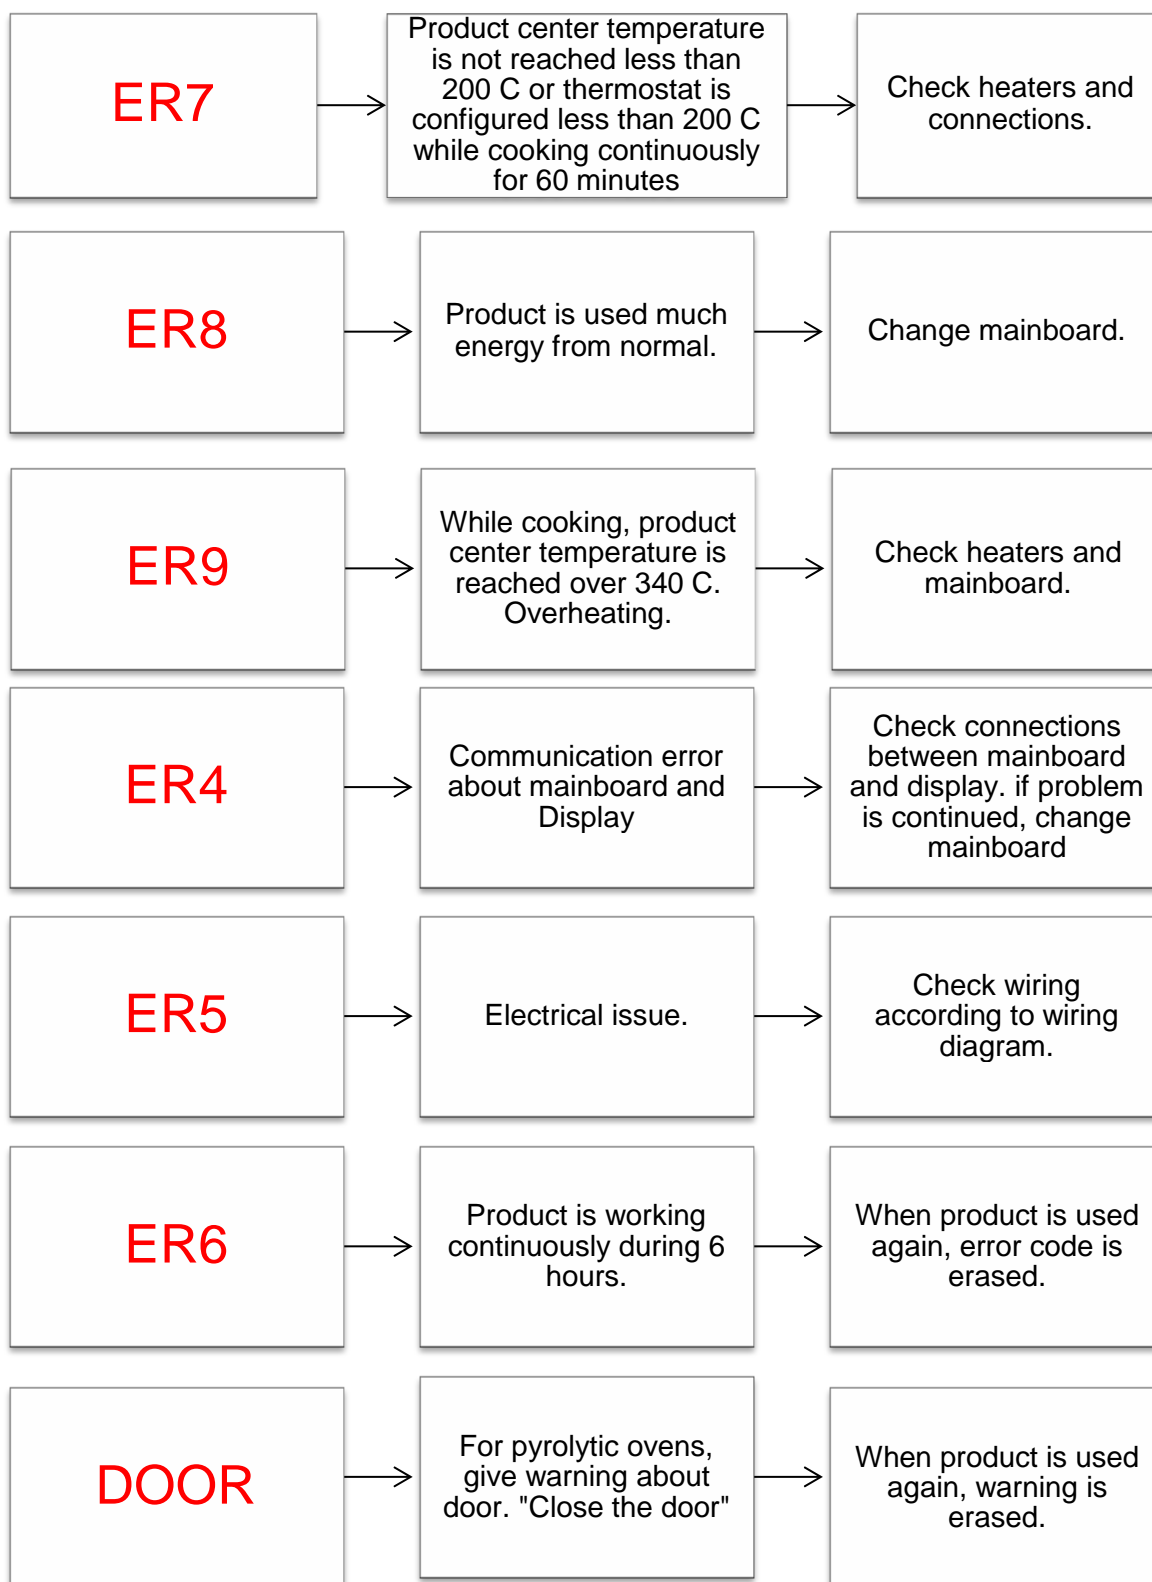 ER7
Product center temperature
is not reached less than
200 C or thermostat is
configured less than 200 C
while cooking continuously
for 60 minutes
Check heaters and
connections.
ER8
Product is used much
energy from normal.
Change mainboard.
ER9
While cooking, product
center temperature is
reached over 340 C.
Overheating.
Check heaters and
mainboard.
ER4
Communication error
about mainboard and
Display
Check connections
between mainboard
and display. if problem
is continued, change
mainboard
ER5
Electrical issue.
Check wiring
according to wiring
diagram.
ER6
Product is working
continuously during 6
hours.
When product is used
again, error code is
erased.
DOOR
For pyrolytic ovens,
give warning about
door. "Close the door"
When product is used
again, warning is
erased.